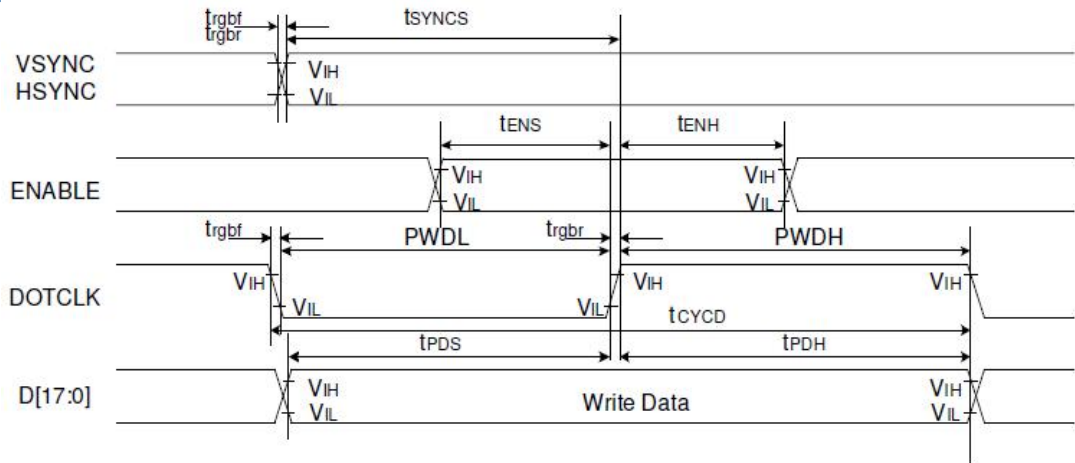 trgbf tSYNCS
trgbr
VSYNC VIH
HSYNC VIL
tENS tENH
ENABLE VIH VIH
VIL VIL
trgbf PWDL trgbr PWDH
VIH VIH VIH
DOTCLK VIL VIL
tCYCD
tPDS tPDH
D[17:0] VIH Write Data VIH
VIL VIL